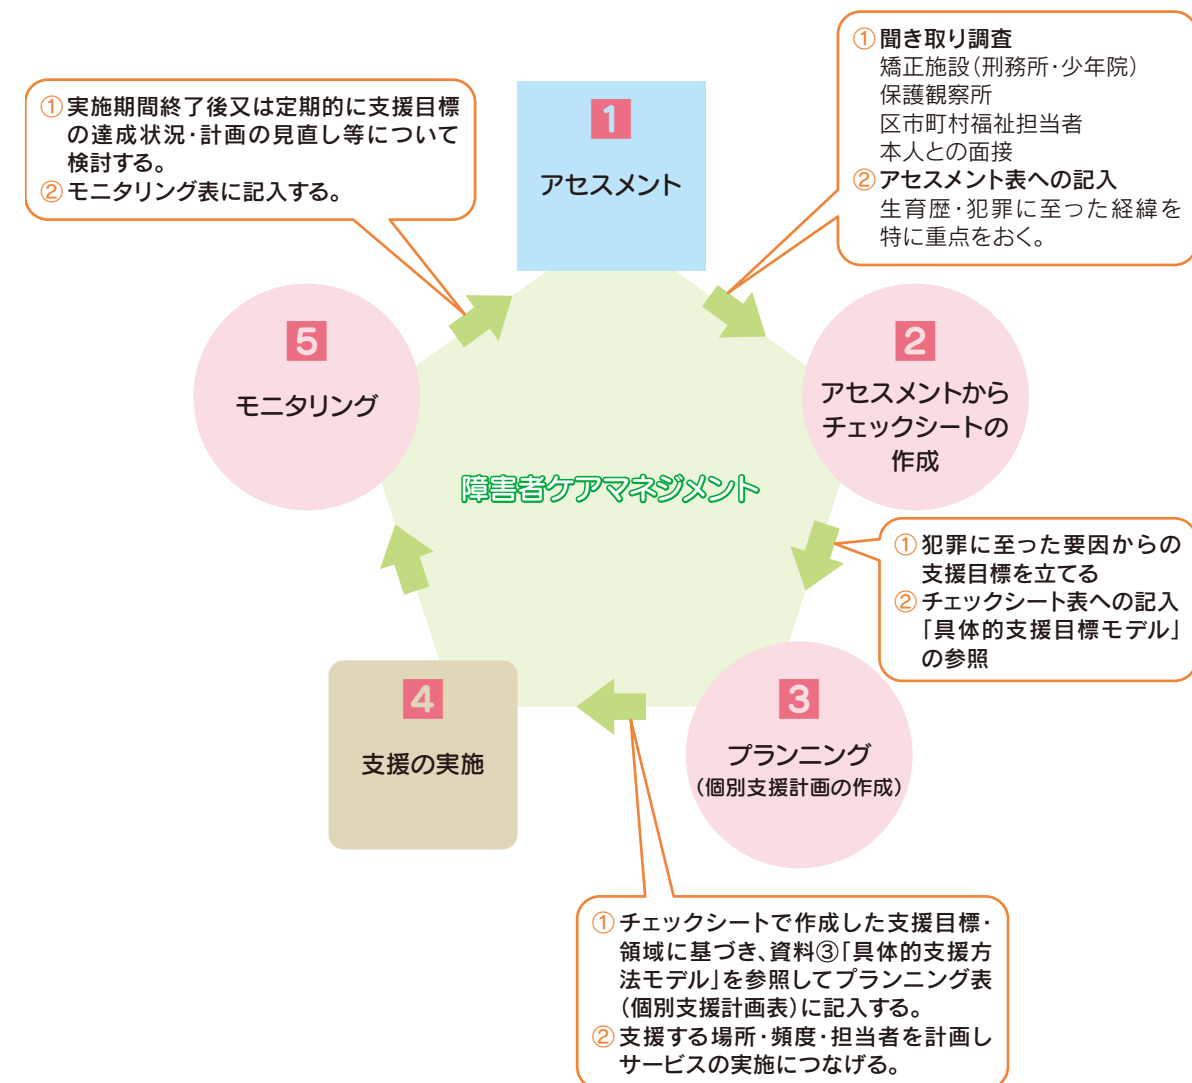 ① 聞き取り調査
矯正施設（刑務所・少年院）
保護観察所
区市町村福祉担当者
本人との面接
② アセスメント表への記入
生育歴・犯罪に至った経緯を
特に重点をおく。
① 実施期間終了後又は定期的に支援目標
の達成状況・計画の見直し等について
検討する。
② モニタリング表に記入する。
1
アセスメント
2
アセスメントから
チェックシートの
作成
5
モニタリング
障害者ケアマネジメント
① 犯罪に至った要因からの
支援目標を立てる
② チェックシート表への記入
「具体的支援目標モデル」
の参照
3
プランニング
（個別支援計画の作成）
4
支援の実施
① チェックシートで作成した支援目標・
領域に基づき、資料③「具体的支援方
法モデル」を参照してプランニング表
（個別支援計画表）に記入する。
② 支援する場所・頻度・担当者を計画し
サービスの実施につなげる。